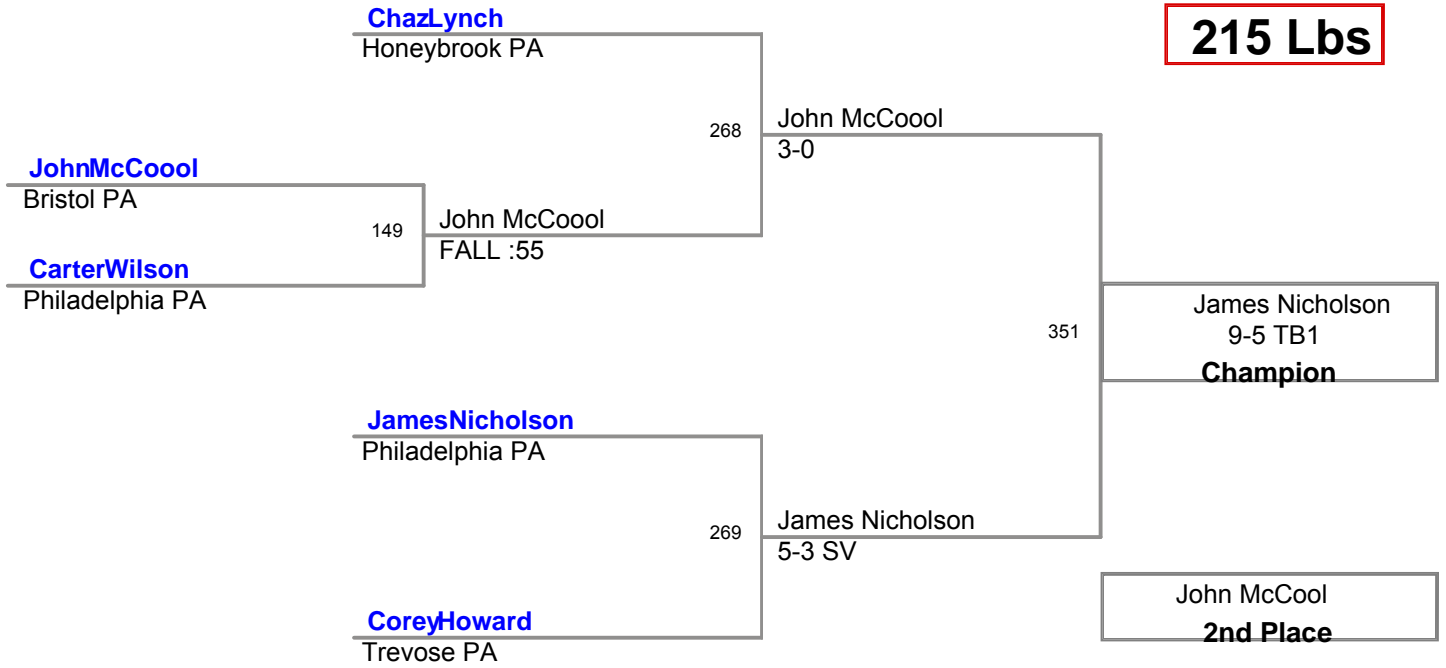 ChazLynch
Honeybrook PA
215 Lbs
268
John McCoool
3-0
JohnMcCoool
Bristol PA
149
John McCoool
FALL :55
CarterWilson
Philadelphia PA
351
James Nicholson
9-5 TB1
Champion
JamesNicholson
Philadelphia PA
269
James Nicholson
5-3 SV
John McCool
2nd Place
CoreyHoward
Trevose PA